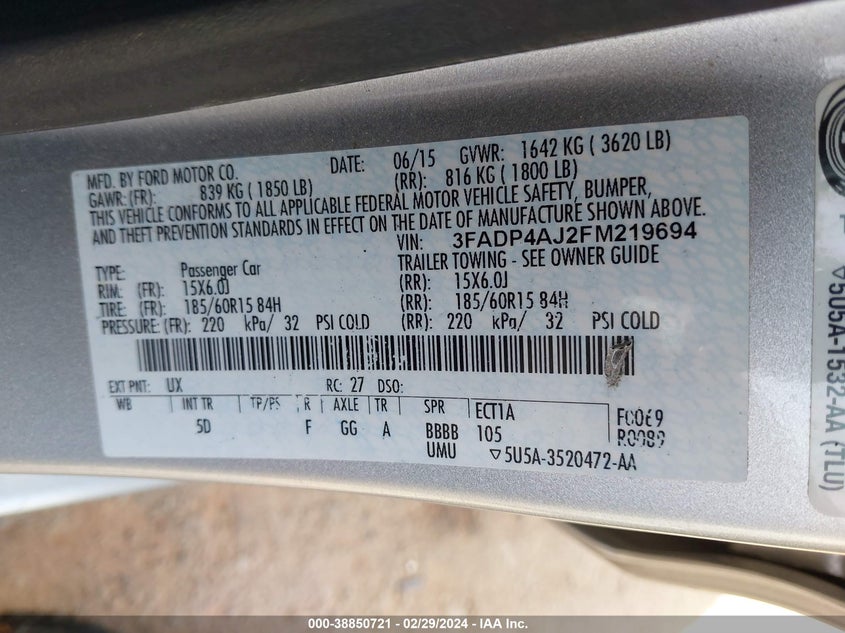 MFD. BY FORD MOTOR CO. DATE: 06/15 GVWR: 1642 KG ( 3620 LB)
GAWR: (FR): 839 KG ( 1850 LB) (RR): 816 KG ( 1800 LB)
THIS VEHICLE CONFORMS TO ALL APPLICABLE FEDERAL MOTOR VEHICLE SAFETY, BUMPER,
AND THEFT PREVENTION STANDARDS IN EFFECT ON THE DATE OF MANUFACTURE SHOWN ABOVE.
VIN: 3FADP4AJ2FM219694
TYPE: Passenger Car TRAILER TOWING - SEE OWNER GUIDE
RIM: (FR): 15X6.0J (RR): 15X6.0J
TIRE: (FR): 185/60R15 84H (RR): 185/60R15 84H
PRESSURE: (FR): 220 kPa/ 32 PSI COLD (RR): 220 kPa/ 32 PSI COLD
EXT PNT: UX RC: 27 DSO:
WB INT TR TP/PS R AXLE TR SPR ECT1A F0069
5D F GG A BBBB 105 R0089
UMU ▽5U5A-3520472-AA
▽5U5A-1532-AA (TLU)
000-38850721 - 02/29/2024 - IAA Inc.